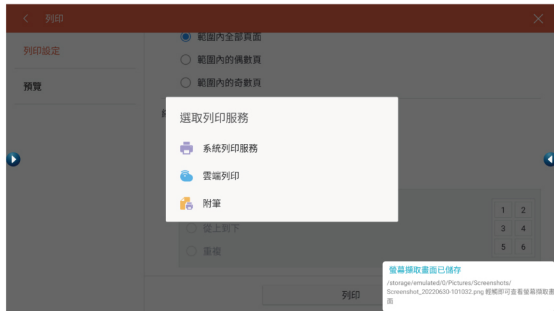 列印
列印設定
預覽
範圍內全部頁面
範圍內的偶數頁
範圍內的奇數頁
選取列印服務
系統列印服務
雲端列印
附筆
從上到下
重複
1 2
3 4
5 6
列印
螢幕擷取畫面已儲存
/storage/emulated/0/Pictures/Screenshots/
Screenshot_20220630-101032.png 輕觸即可查看螢幕擷取畫
面